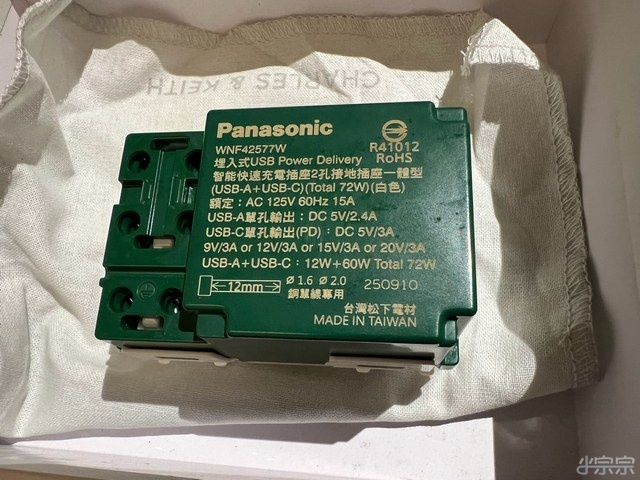 CHARLES & KEITH
Panasonic
R41012
RoHS
WNF42577W
埋入式USB Power Delivery
智能快速充電插座2孔接地插座一體型
(USB-A+USB-C)(Total 72W)(白色)
額定：AC 125V 60Hz 15A
USB-A單孔輸出：DC 5V/2.4A
USB-C單孔輸出(PD)：DC 5V/3A
9V/3A or 12V/3A or 15V/3A or 20V/3A
USB-A+USB-C：12W+60W Total 72W
12mm ø1.6 ø2.0 250910
銅單線專用
台灣松下電材
MADE IN TAIWAN
小宗宗